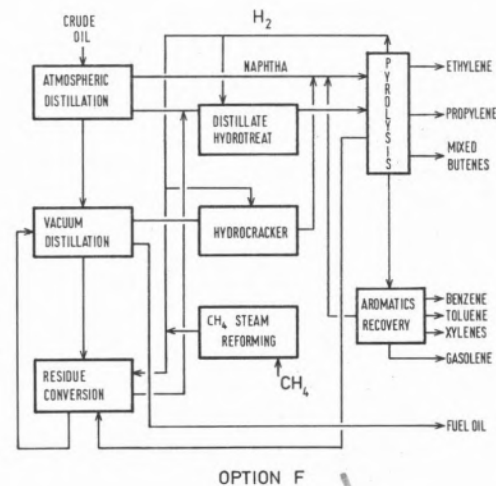 CRUDE
OIL
H2
ATMOSPHERIC
DISTILLATION
NAPHTHA
DISTILLATE
HYDROTREAT
PYROLYSIS
ETHYLENE
PROPYLENE
MIXED
BUTENES
VACUUM
DISTILLATION
HYDROCRACKER
CH4 STEAM
REFORMING
CH4
AROMATICS
RECOVERY
BENZENE
TOLUENE
XYLENES
GASOLENE
RESIDUE
CONVERSION
FUEL OIL
OPTION F